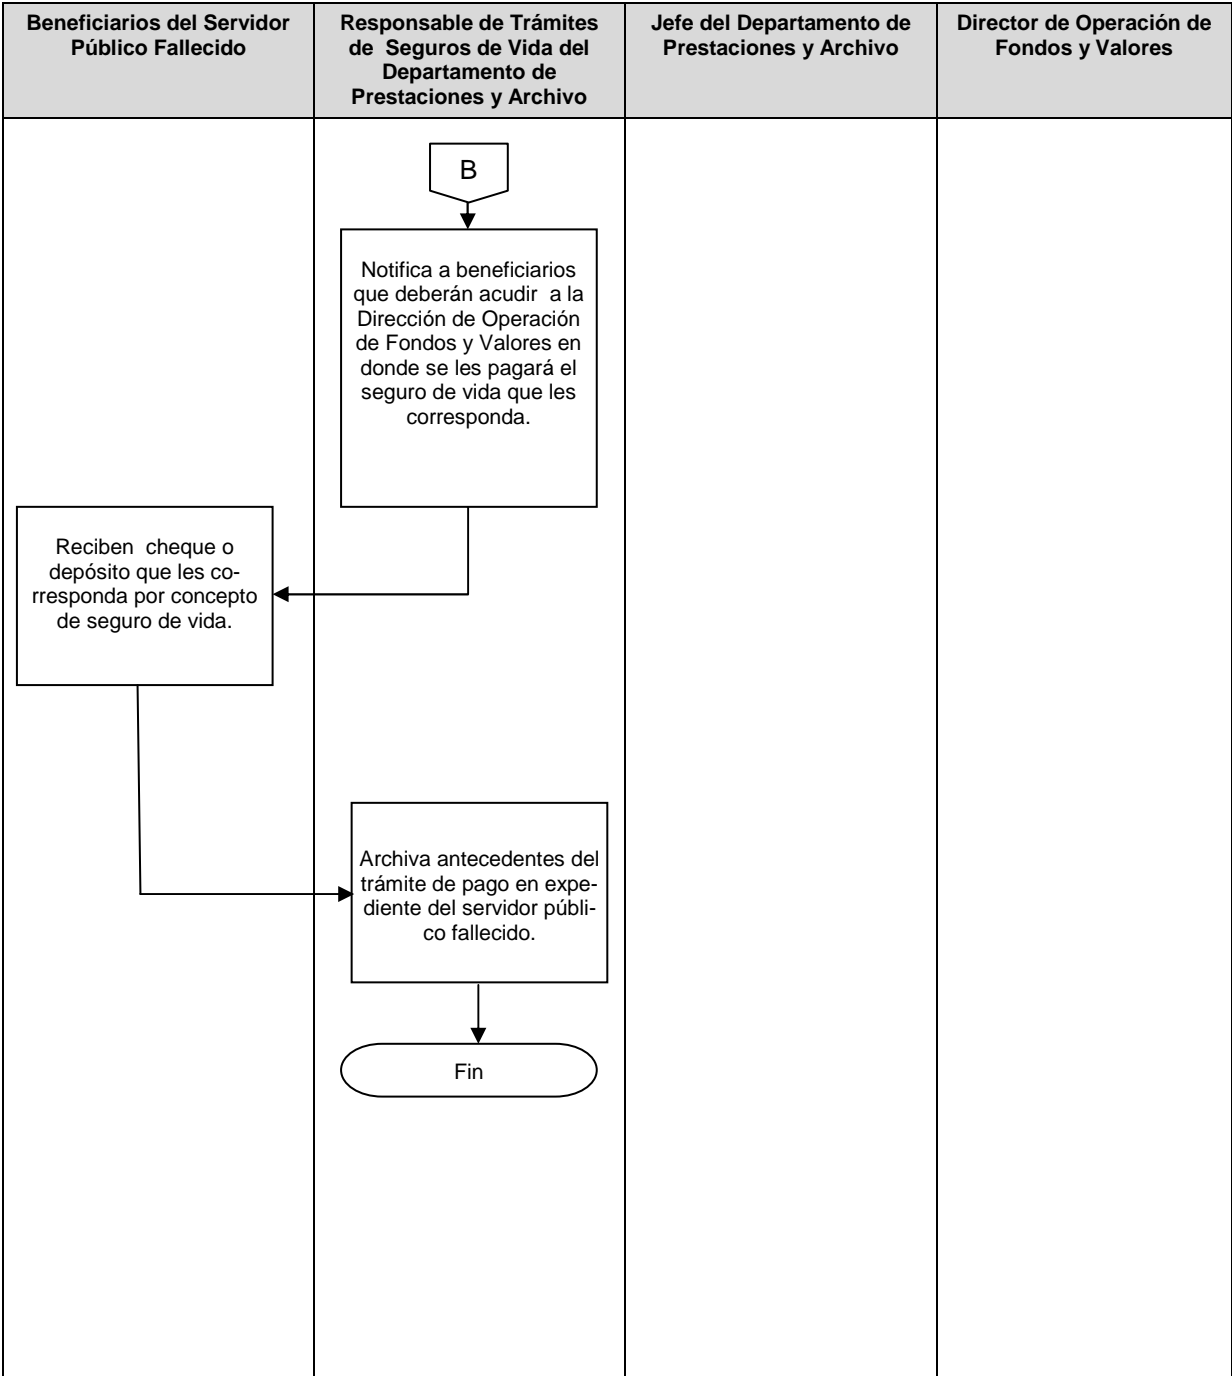 Beneficiarios del Servidor
Público Fallecido
Responsable de Trámites
de  Seguros de Vida del
Departamento de
Prestaciones y Archivo
Jefe del Departamento de
Prestaciones y Archivo
Director de Operación de
Fondos y Valores
B
Notifica a beneficiarios
que deberán acudir  a la
Dirección de Operación
de Fondos y Valores en
donde se les pagará el
seguro de vida que les
corresponda.
Reciben  cheque o
depósito que les co-
rresponda por concepto
de seguro de vida.
Archiva antecedentes del
trámite de pago en expe-
diente del servidor públi-
co fallecido.
Fin